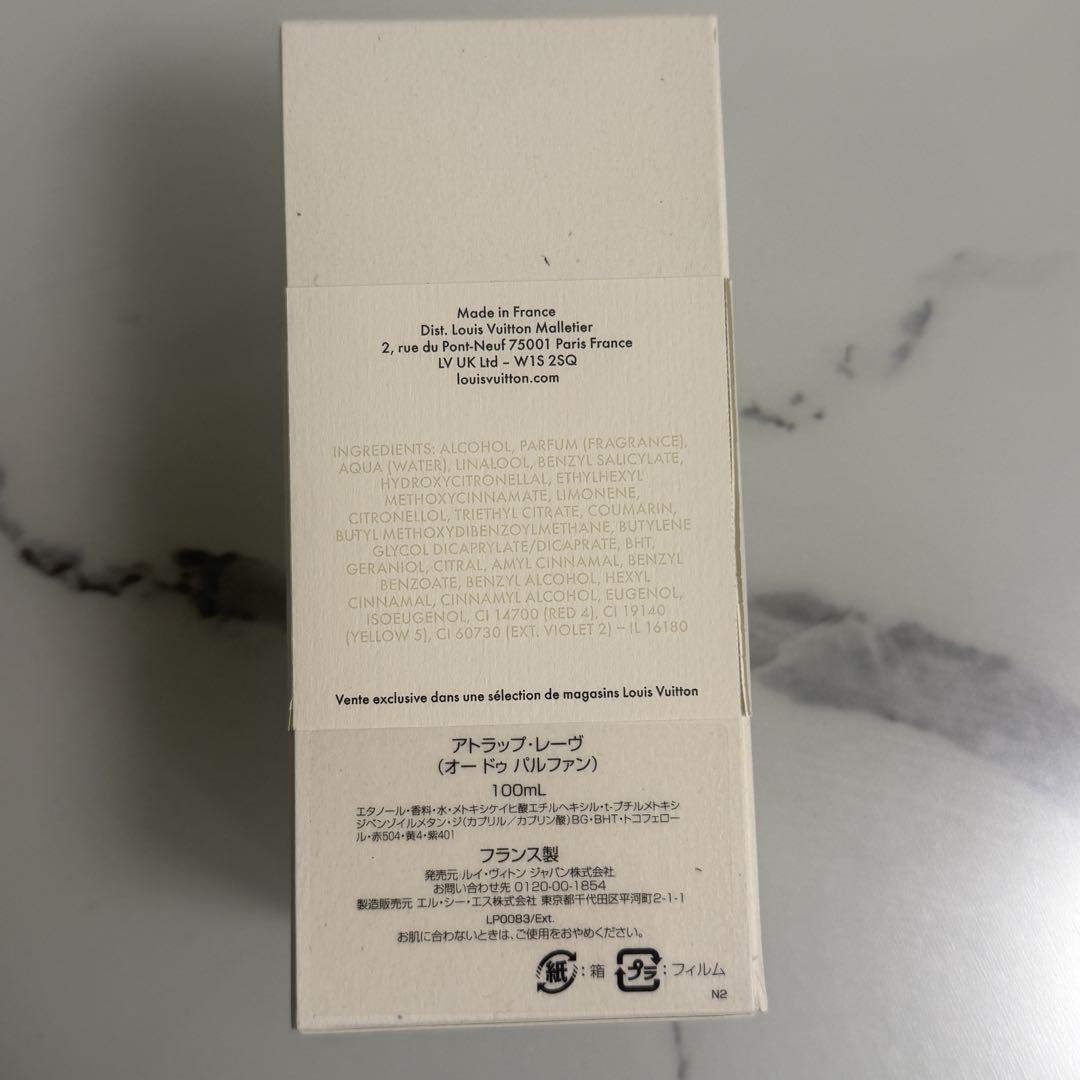 Made in France
Dist. Louis Vuitton Malletier
2, rue du Pont-Neuf 75001 Paris France
LV UK Ltd – W1S 2SQ
louisvuitton.com
INGREDIENTS: ALCOHOL, PARFUM (FRAGRANCE),
AQUA (WATER), LINALOOL, BENZYL SALICYLATE,
HYDROXYCITRONELLAL, ETHYLHEXYL
METHOXYCINNAMATE, LIMONENE,
CITRONELLOL, TRIETHYL CITRATE, COUMARIN,
BUTYL METHOXYDIBENZOYLMETHANE, BUTYLENE
GLYCOL DICAPRYLATE/DICAPRATE, BHT,
GERANIOL, CITRAL, AMYL CINNAMAL, BENZYL
BENZOATE, BENZYL ALCOHOL, HEXYL
CINNAMAL, CINNAMYL ALCOHOL, EUGENOL,
ISOEUGENOL, CI 14700 (RED 4), CI 19140
(YELLOW 5), CI 60730 (EXT. VIOLET 2) – IL 16180
Vente exclusive dans une sélection de magasins Louis Vuitton
アトラップ・レーヴ
(オー ドゥ パルファン)
100mL
エタノール・香料・水・メトキシケイヒ酸エチルヘキシル・t-ブチルメトキシ
ジベンゾイルメタン・ジ(カプリル/カプリン酸)BG・BHT・トコフェロー
ル・赤504・黄4・紫401
フランス製
発売元 ルイ・ヴィトン ジャパン株式会社
お問い合わせ先 0120-00-1854
製造販売元 エル・シー・エス株式会社 東京都千代田区平河町2-1-1
LP0083/Ext.
お肌に合わないときは、ご使用をおやめください。
紙:箱 プラ:フィルム
N2